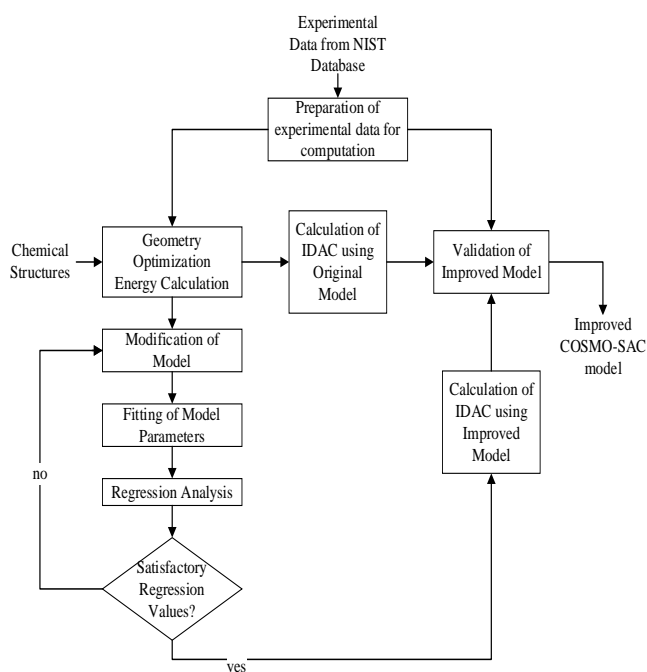 Experimental
Data from NIST
Database
Preparation of
experimental data for
computation
Chemical
Structures
Geometry
Optimization
Energy Calculation
Calculation of
IDAC using
Original
Model
Validation of
Improved Model
Improved
COSMO-SAC
model
Modification of
Model
Calculation of
IDAC using
Improved
Model
Fitting of Model
Parameters
no
Regression Analysis
Satisfactory
Regression
Values?
yes